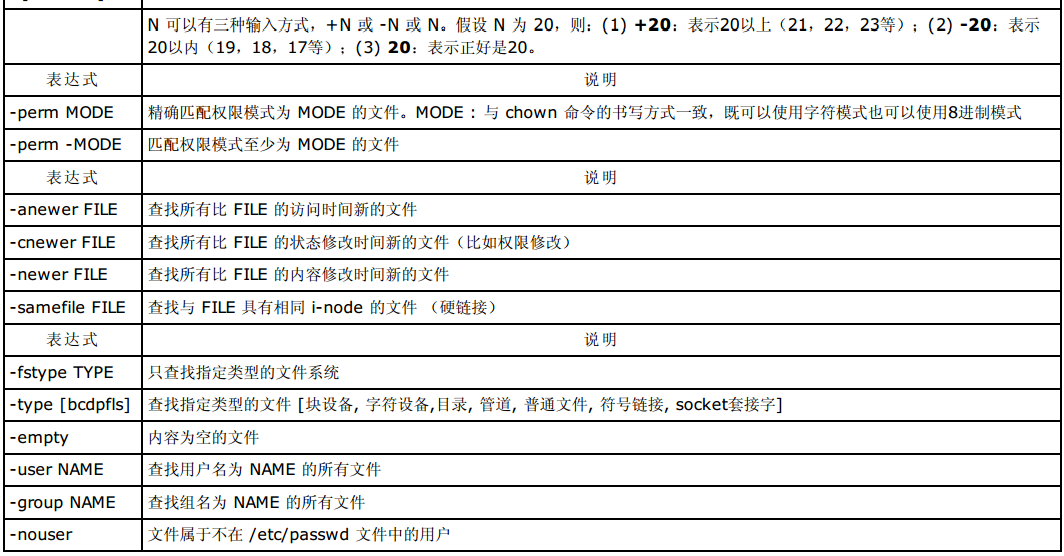 N 可以有三种输入方式，+N 或 -N 或 N。假设 N 为 20，则：(1) +20：表示20以上（21，22，23等）；(2) -20：表示
20以内（19，18，17等）；(3) 20：表示正好是20。
表达式 说明
-perm MODE 精确匹配权限模式为 MODE 的文件。MODE : 与 chown 命令的书写方式一致，既可以使用字符模式也可以使用8进制模式
-perm -MODE 匹配权限模式至少为 MODE 的文件
表达式 说明
-anewer FILE 查找所有比 FILE 的访问时间新的文件
-cnewer FILE 查找所有比 FILE 的状态修改时间新的文件（比如权限修改）
-newer FILE 查找所有比 FILE 的内容修改时间新的文件
-samefile FILE 查找与 FILE 具有相同 i-node 的文件 （硬链接）
表达式 说明
-fstype TYPE 只查找指定类型的文件系统
-type [bcdpfls] 查找指定类型的文件 [块设备, 字符设备,目录, 管道, 普通文件, 符号链接, socket套接字]
-empty 内容为空的文件
-user NAME 查找用户名为 NAME 的所有文件
-group NAME 查找组名为 NAME 的所有文件
-nouser 文件属于不在 /etc/passwd 文件中的用户